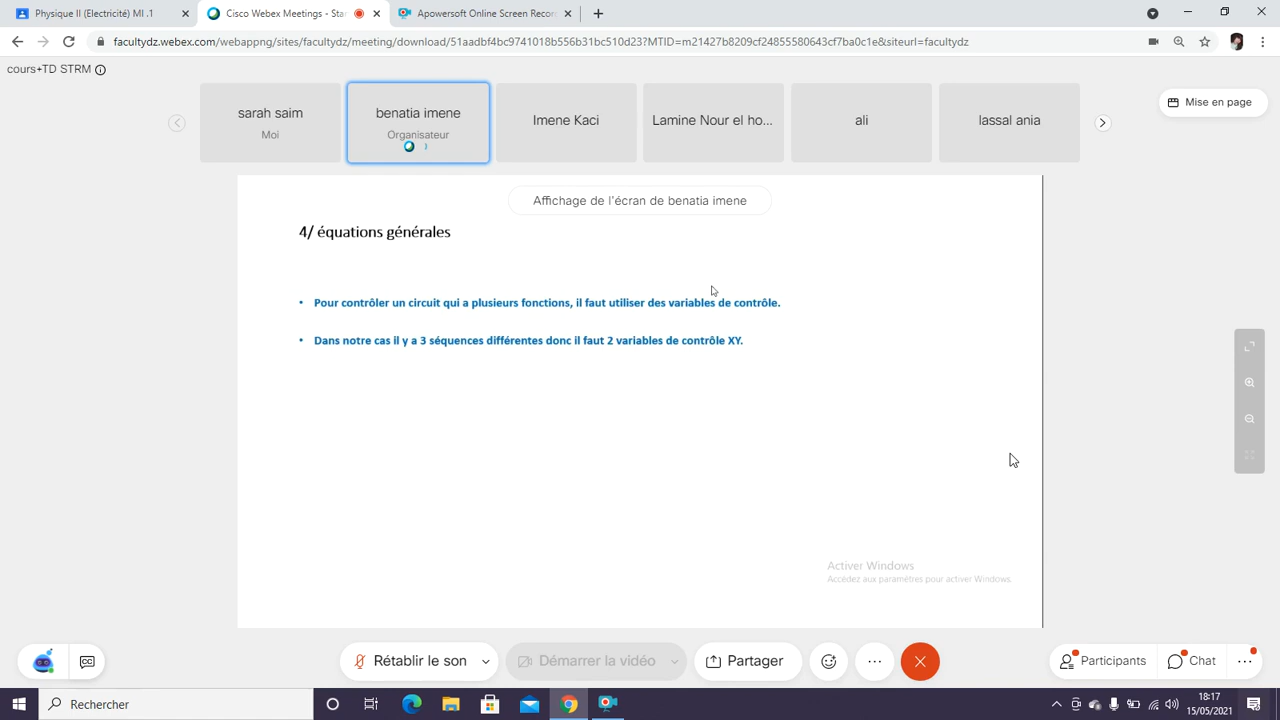 Physique II (Electricité) MI .1
Cisco Webex Meetings - Star
Apowersoft Online Screen Record
facultydz.webex.com/webappng/sites/facultydz/meeting/download/51aadbf4bc9741018b556b31bc510d23?MTID=m21427b8209cf24855580643cf7ba0c1e&siteurl=facultydz
cours+TD STRM
sarah saim
Moi
benatia imene
Organisateur
Imene Kaci
Lamine Nour el ho...
ali
lassal ania
Mise en page
Affichage de l'écran de benatia imene
4/ équations générales
• Pour contrôler un circuit qui a plusieurs fonctions, il faut utiliser des variables de contrôle.
• Dans notre cas il y a 3 séquences différentes donc il faut 2 variables de contrôle XY.
Activer Windows
Accédez aux paramètres pour activer Windows.
Rétablir le son
Démarrer la vidéo
Partager
Participants
Chat
Rechercher
18:17
15/05/2021